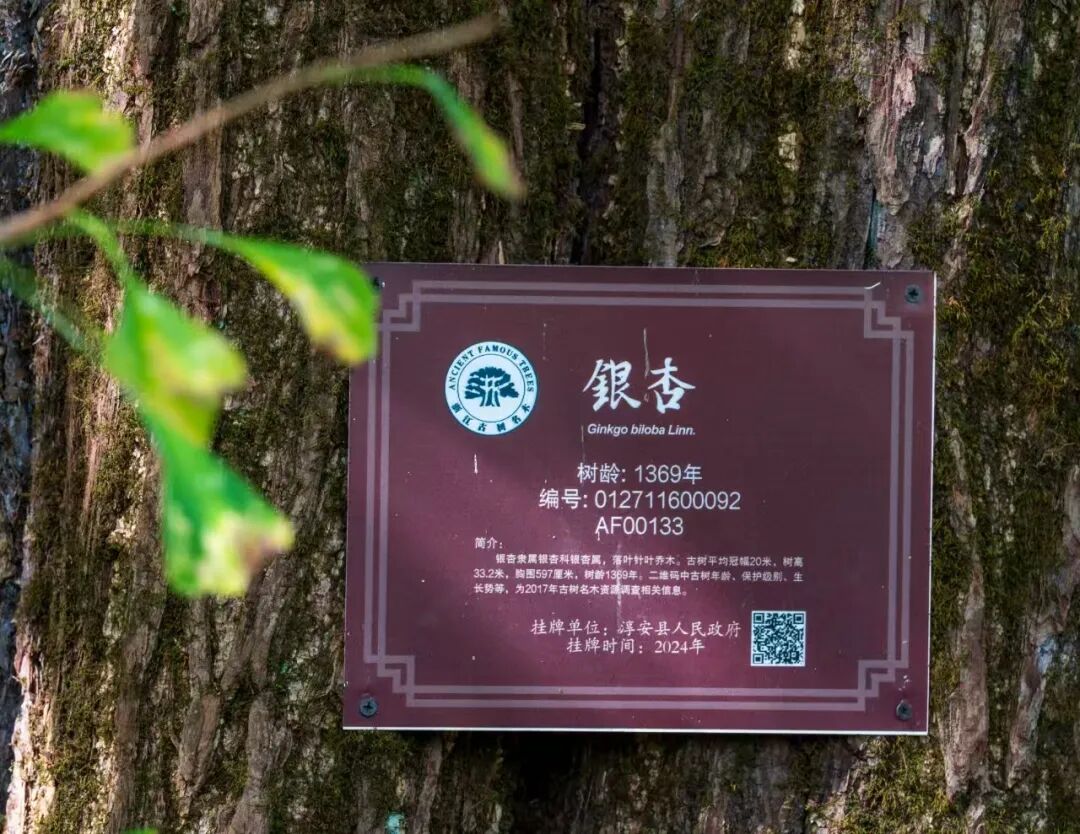 ANCIENT FAMOUS TREES
浙江古树名木
銀杏
Ginkgo biloba Linn.
树龄: 1369年
编号: 012711600092
AF00133
简介:
银杏隶属银杏科银杏属，落叶针叶乔木。古树平均冠幅20米，树高
33.2米，胸围597厘米，树龄1369年。二维码中古树年龄、保护级别、生
长势等，为2017年古树名木资源调查相关信息。
挂牌单位：淳安县人民政府
挂牌时间：2024年